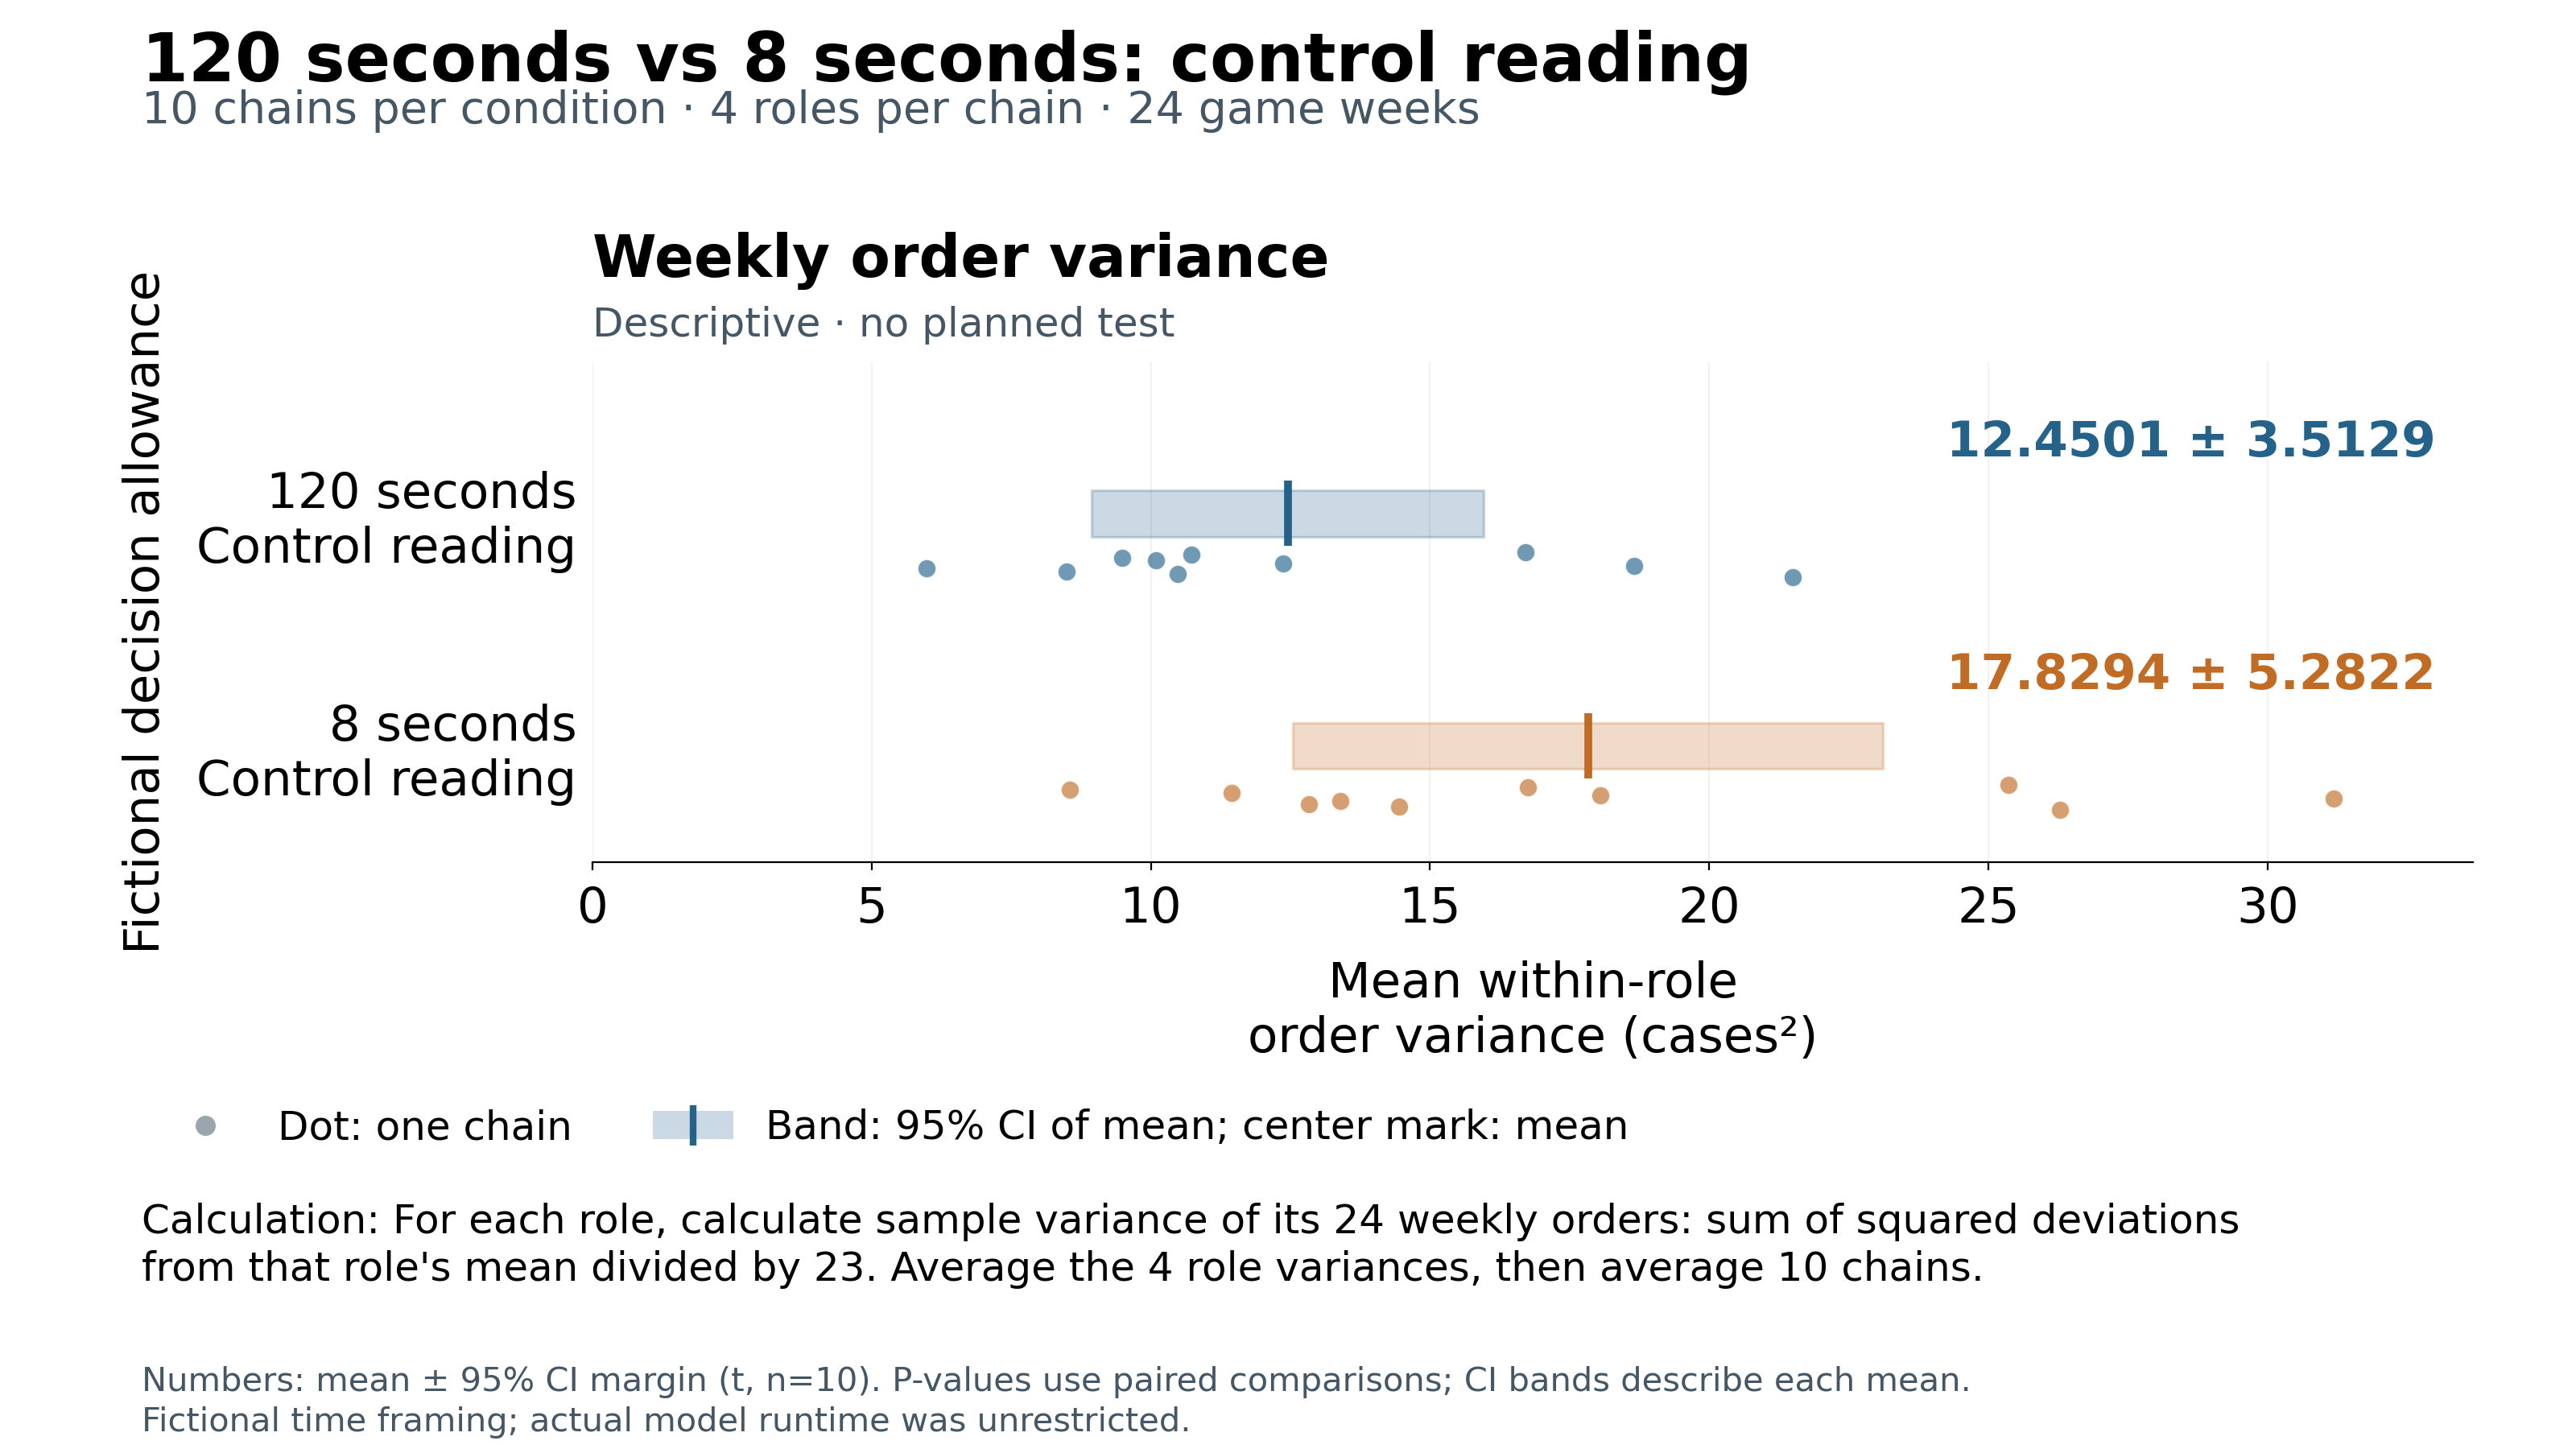 120 seconds vs 8 seconds: control reading
10 chains per condition · 4 roles per chain · 24 game weeks
Weekly order variance
Descriptive · no planned test
Fictional decision allowance
12.4501 ± 3.5129
120 seconds
Control reading
17.8294 ± 5.2822
8 seconds
Control reading
0 5 10 15 20 25 30
Mean within-role
order variance (cases²)
Dot: one chain
Band: 95% CI of mean; center mark: mean
Calculation: For each role, calculate sample variance of its 24 weekly orders: sum of squared deviations
from that role's mean divided by 23. Average the 4 role variances, then average 10 chains.
Numbers: mean ± 95% CI margin (t, n=10). P-values use paired comparisons; CI bands describe each mean.
Fictional time framing; actual model runtime was unrestricted.